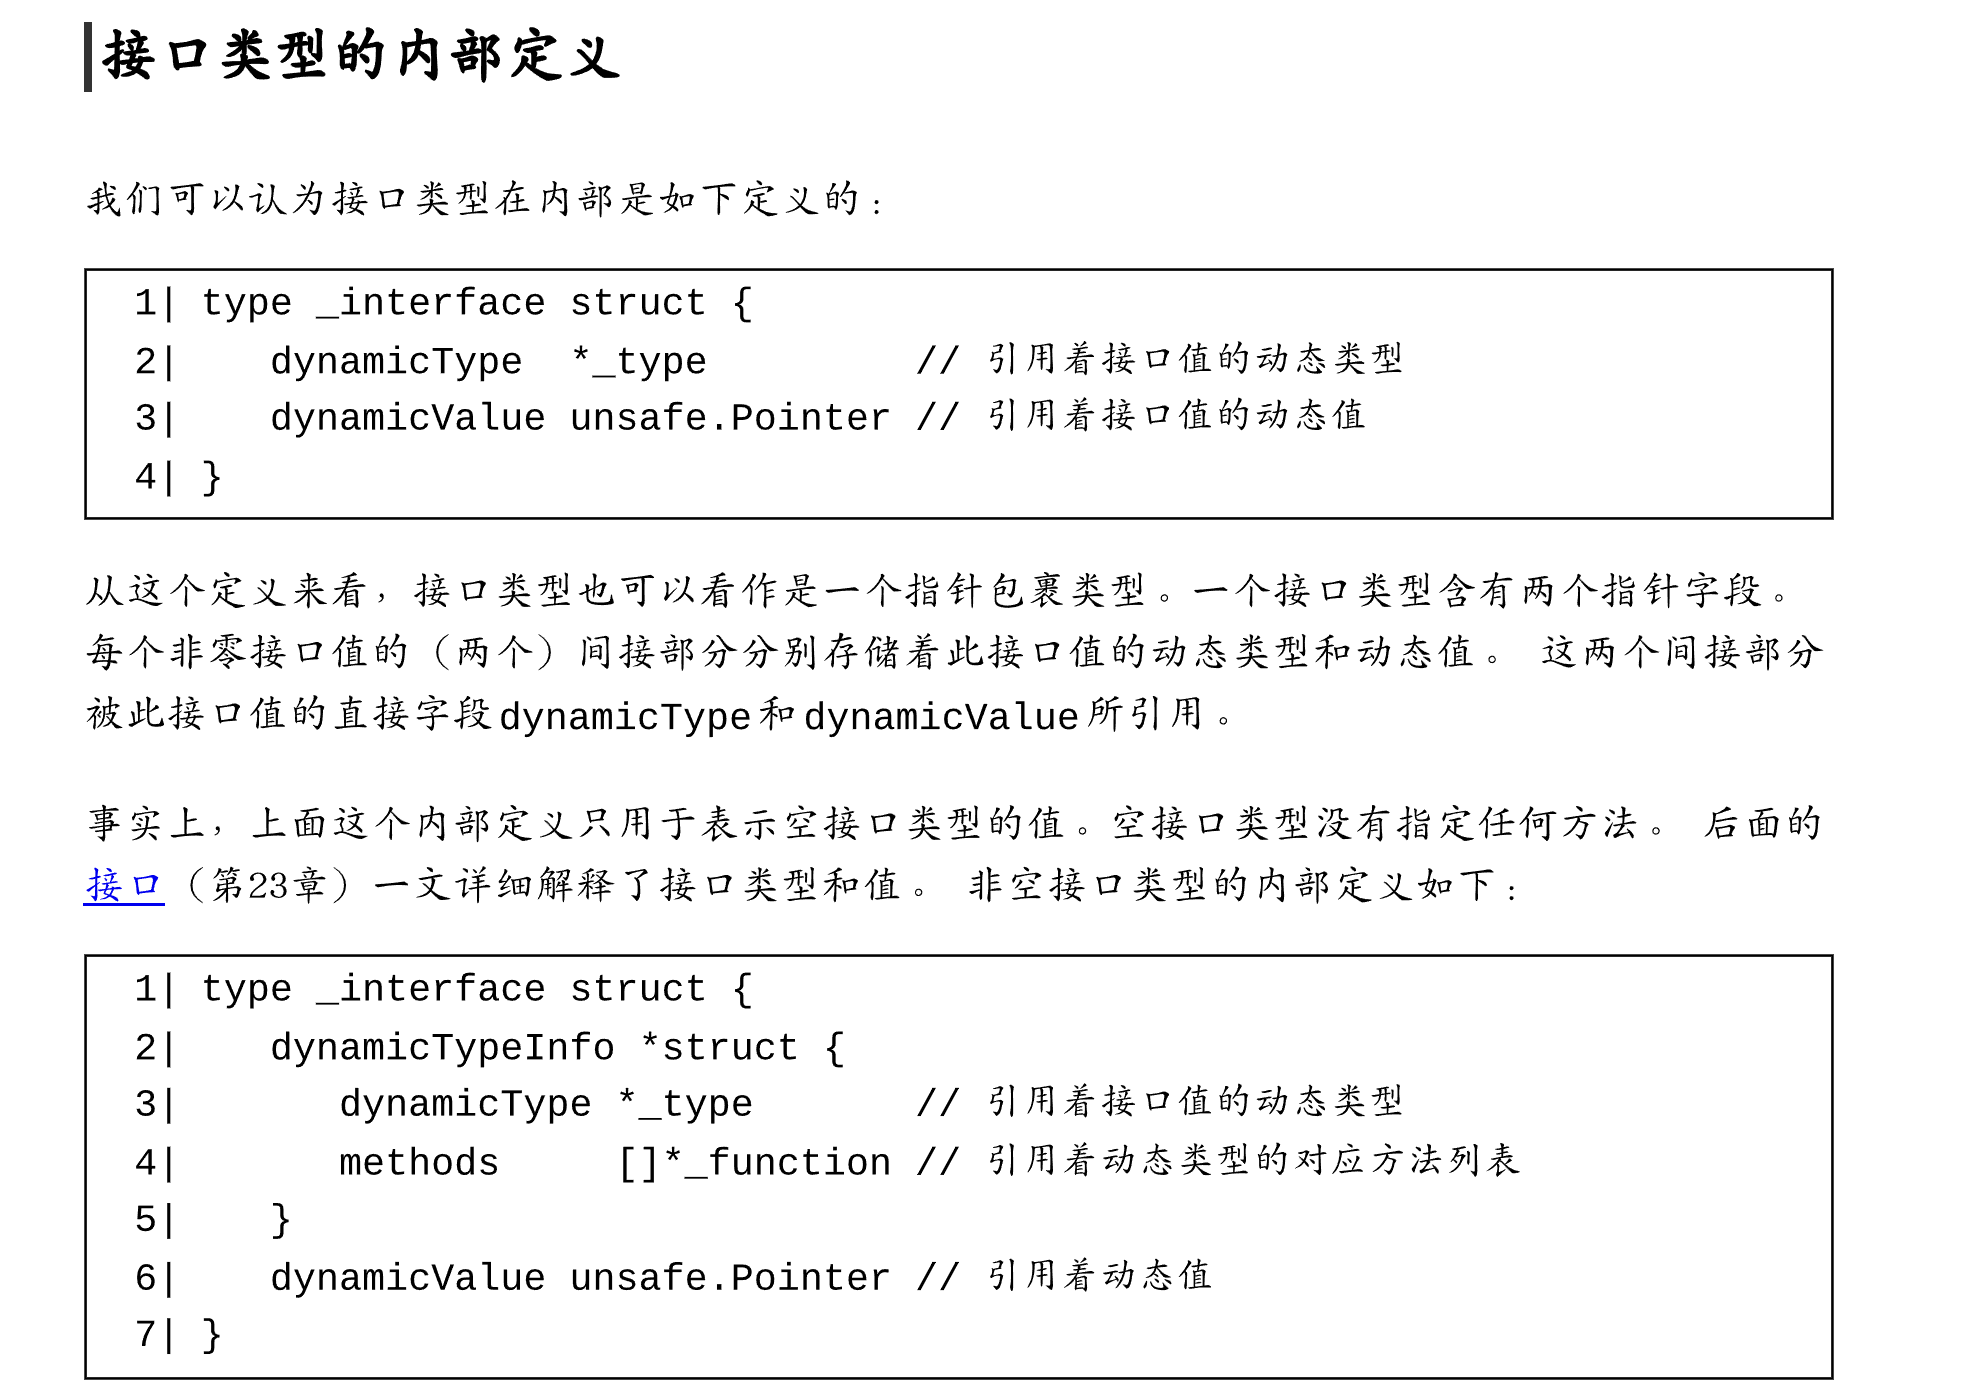 接口类型的内部定义
我们可以认为接口类型在内部是如下定义的：
1| type _interface struct {
2|    dynamicType  *_type         // 引用着接口值的动态类型
3|    dynamicValue unsafe.Pointer // 引用着接口值的动态值
4| }
从这个定义来看，接口类型也可以看作是一个指针包裹类型。一个接口类型含有两个指针字段。
每个非零接口值的（两个）间接部分分别存储着此接口值的动态类型和动态值。 这两个间接部分
被此接口值的直接字段dynamicType和dynamicValue所引用。
事实上，上面这个内部定义只用于表示空接口类型的值。空接口类型没有指定任何方法。 后面的
接口（第23章）一文详细解释了接口类型和值。 非空接口类型的内部定义如下：
1| type _interface struct {
2|    dynamicTypeInfo *struct {
3|       dynamicType *_type       // 引用着接口值的动态类型
4|       methods     []*_function // 引用着动态类型的对应方法列表
5|    }
6|    dynamicValue unsafe.Pointer // 引用着动态值
7| }